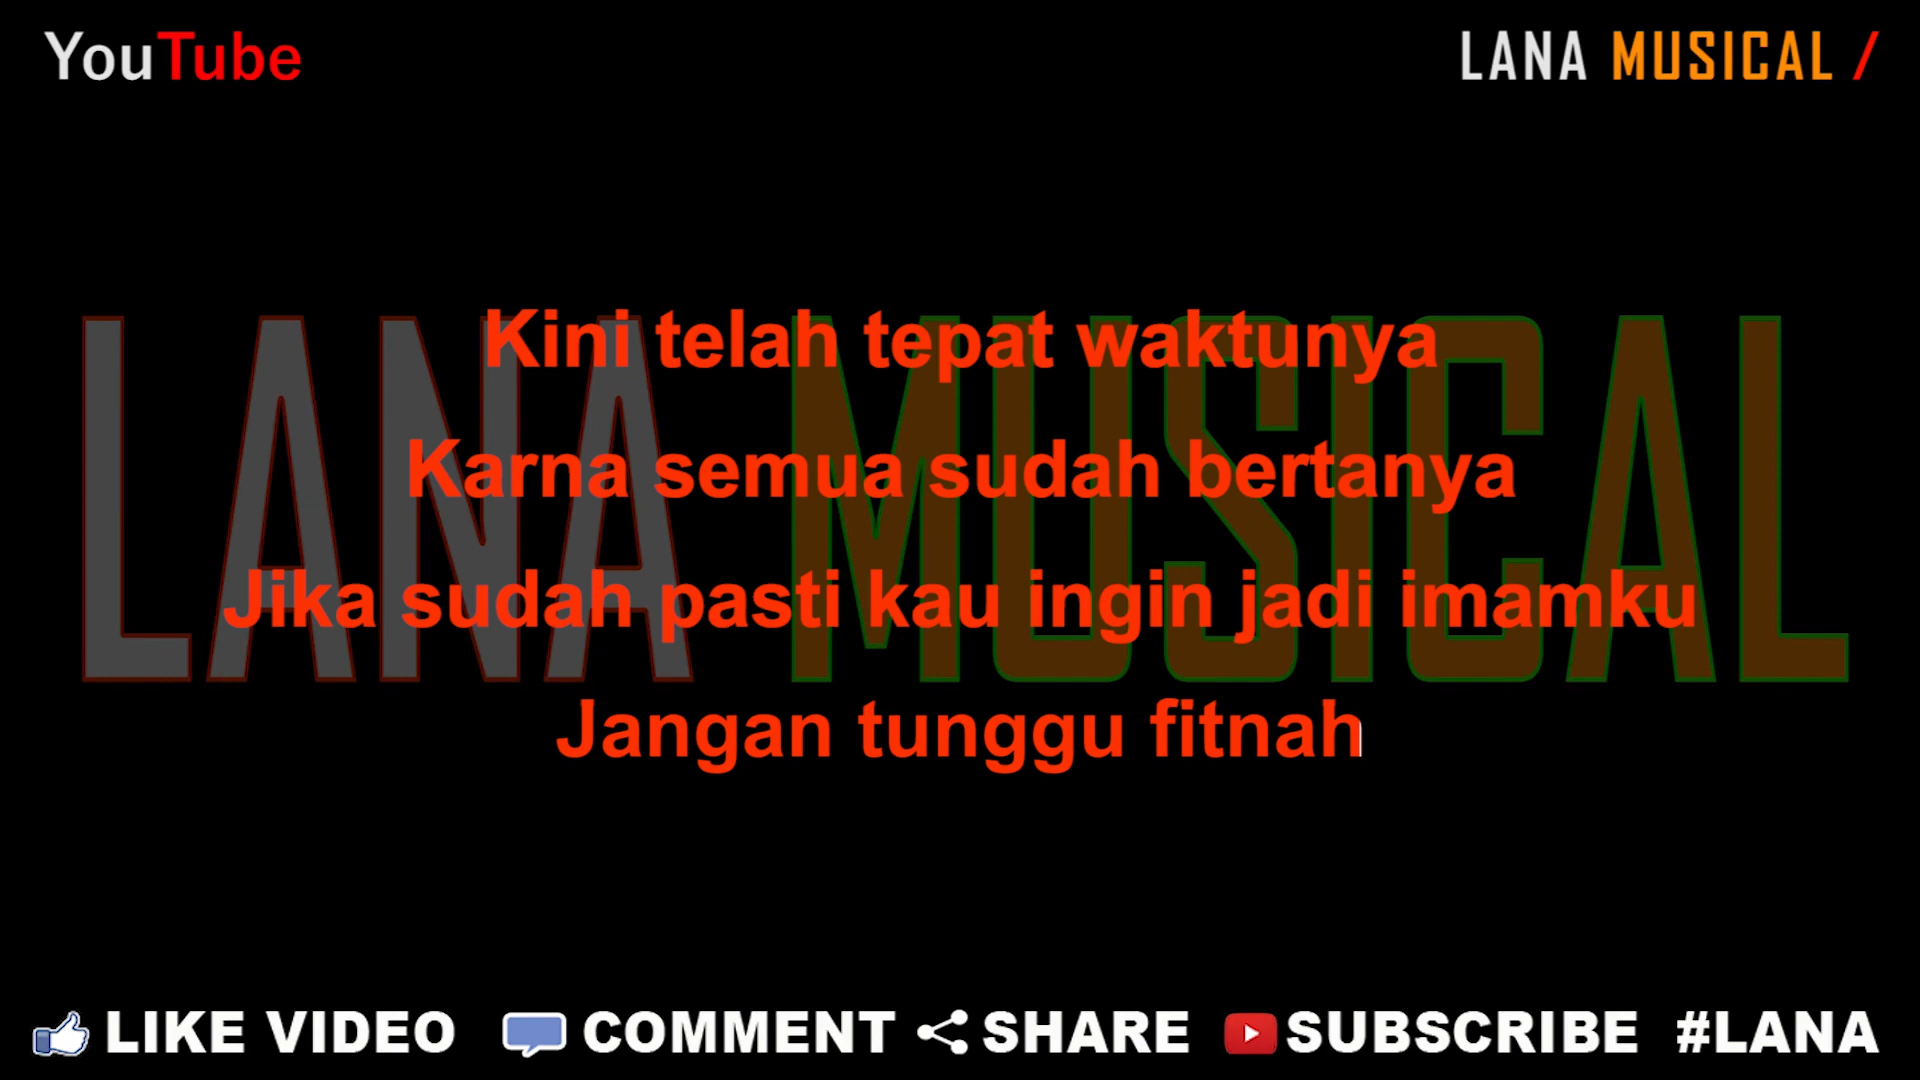 YouTube
LANA MUSICAL /
LANA MUSICAL
Kini telah tepat waktunya
Karna semua sudah bertanya
Jika sudah pasti kau ingin jadi imamku
Jangan tunggu fitnah
LIKE VIDEO COMMENT SHARE SUBSCRIBE #LANA